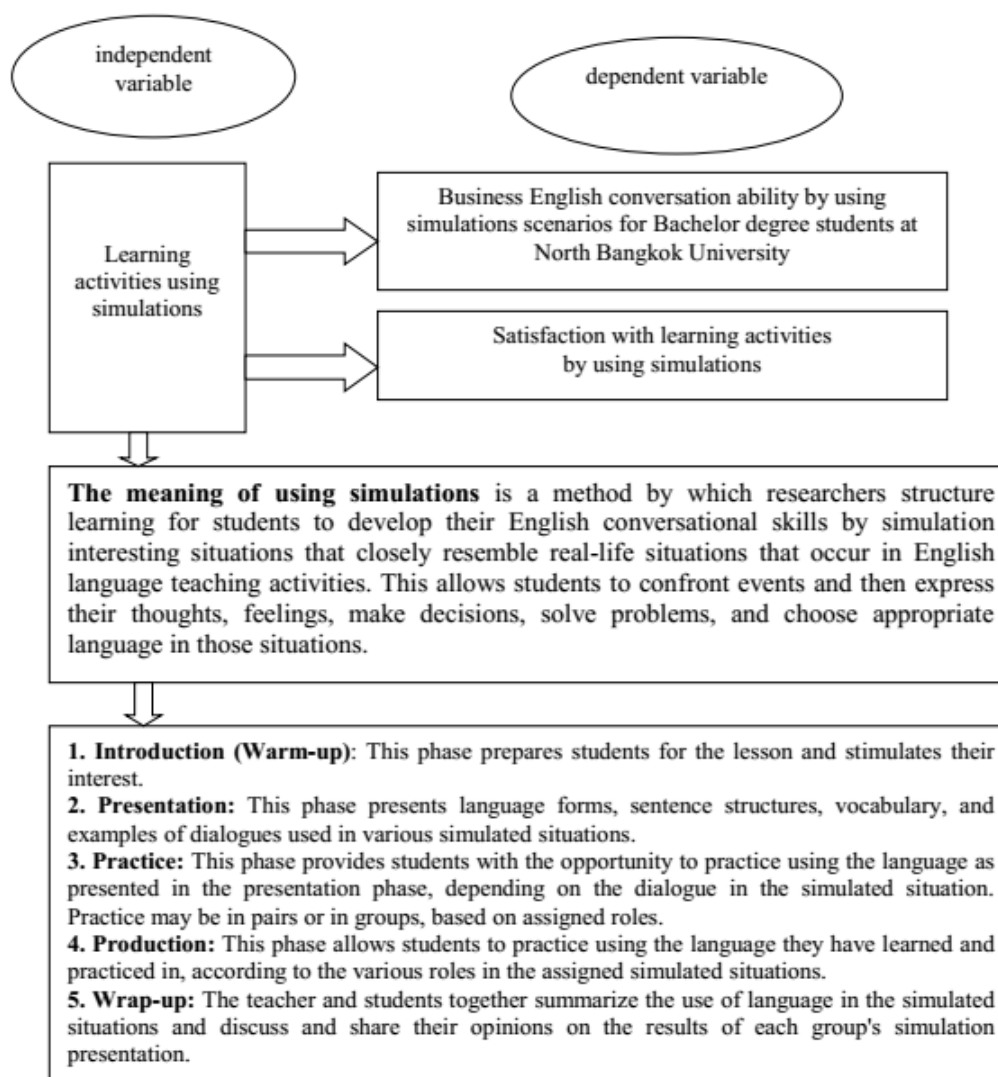 independent
variable
dependent variable
Learning
activities using
simulations
Business English conversation ability by using
simulations scenarios for Bachelor degree students at
North Bangkok University
Satisfaction with learning activities
by using simulations
The meaning of using simulations is a method by which researchers structure
learning for students to develop their English conversational skills by simulation
interesting situations that closely resemble real-life situations that occur in English
language teaching activities. This allows students to confront events and then express
their thoughts, feelings, make decisions, solve problems, and choose appropriate
language in those situations.
1. Introduction (Warm-up): This phase prepares students for the lesson and stimulates their
interest.
2. Presentation: This phase presents language forms, sentence structures, vocabulary, and
examples of dialogues used in various simulated situations.
3. Practice: This phase provides students with the opportunity to practice using the language as
presented in the presentation phase, depending on the dialogue in the simulated situation.
Practice may be in pairs or in groups, based on assigned roles.
4. Production: This phase allows students to practice using the language they have learned and
practiced in, according to the various roles in the assigned simulated situations.
5. Wrap-up: The teacher and students together summarize the use of language in the simulated
situations and discuss and share their opinions on the results of each group's simulation
presentation.